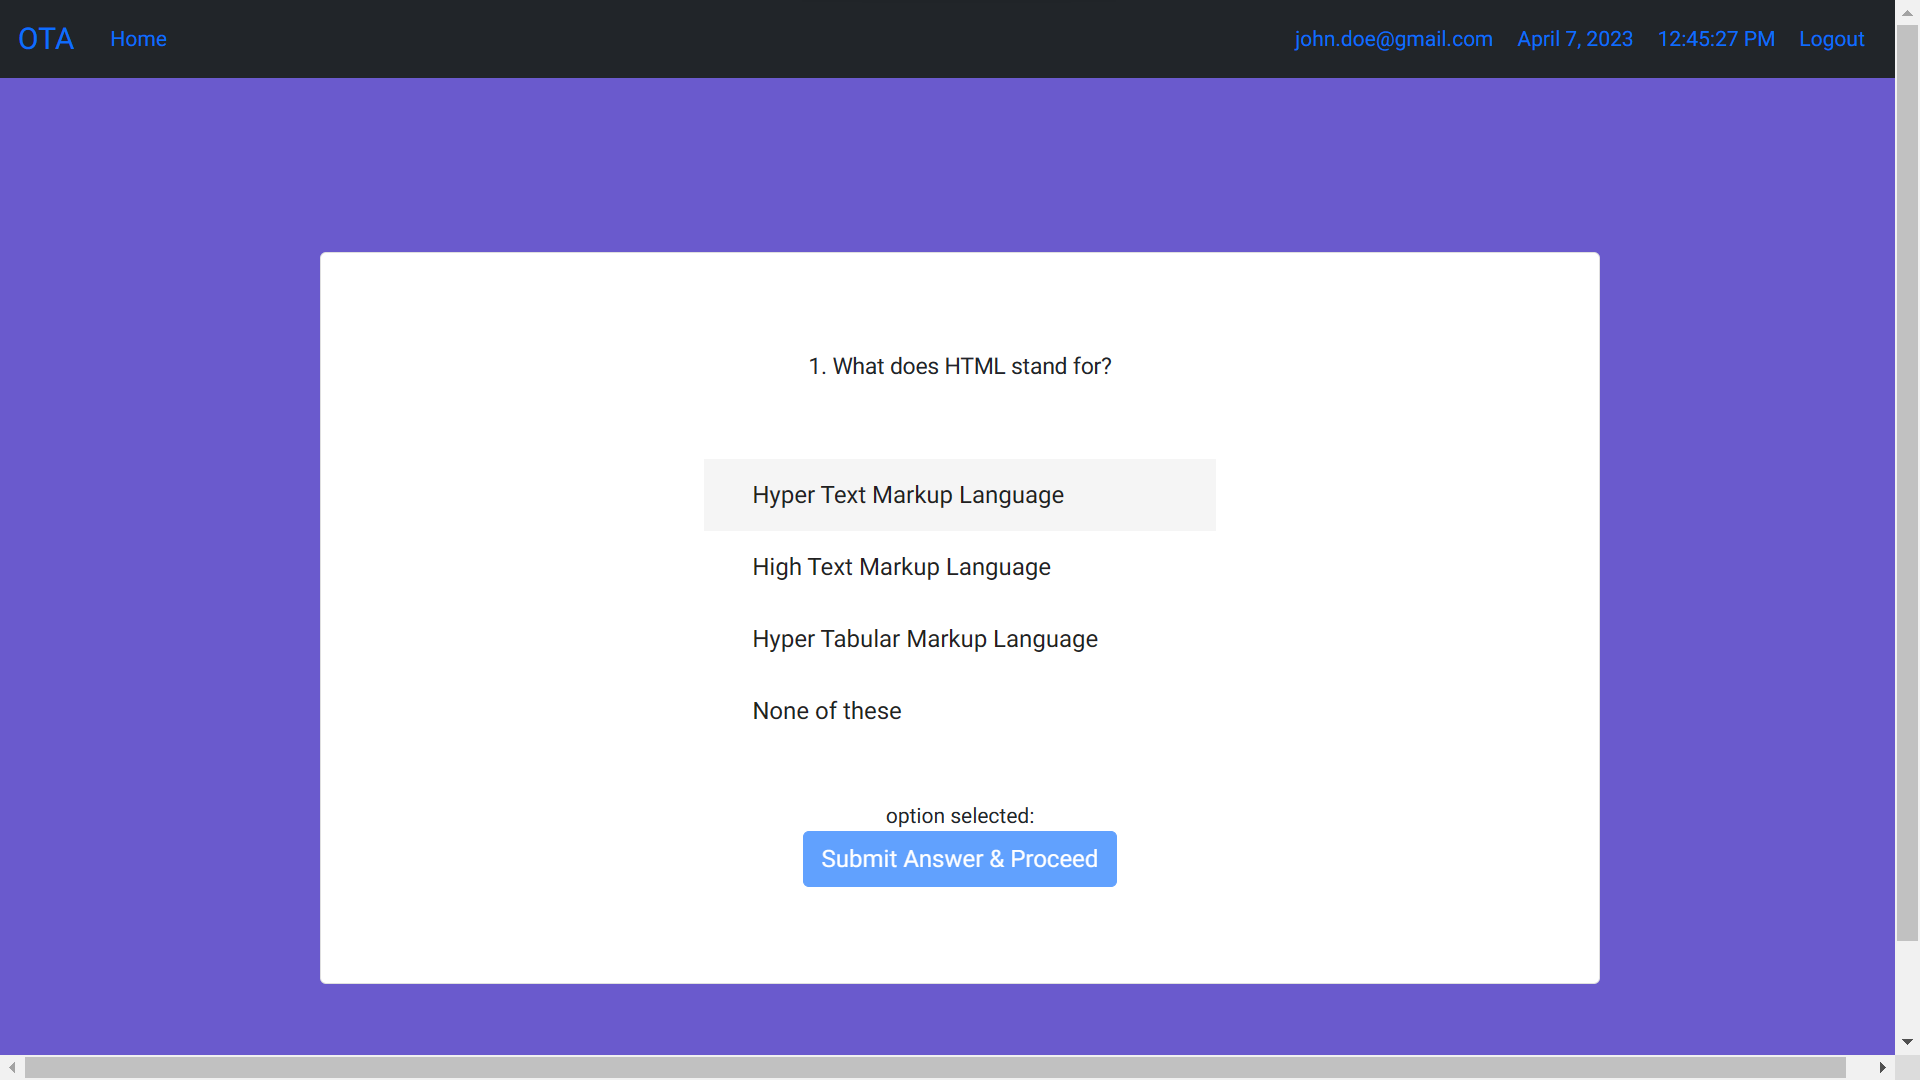 OTA Home john.doe@gmail.com April 7, 2023 12:45:27 PM Logout
1. What does HTML stand for?
Hyper Text Markup Language
High Text Markup Language
Hyper Tabular Markup Language
None of these
option selected:
Submit Answer & Proceed